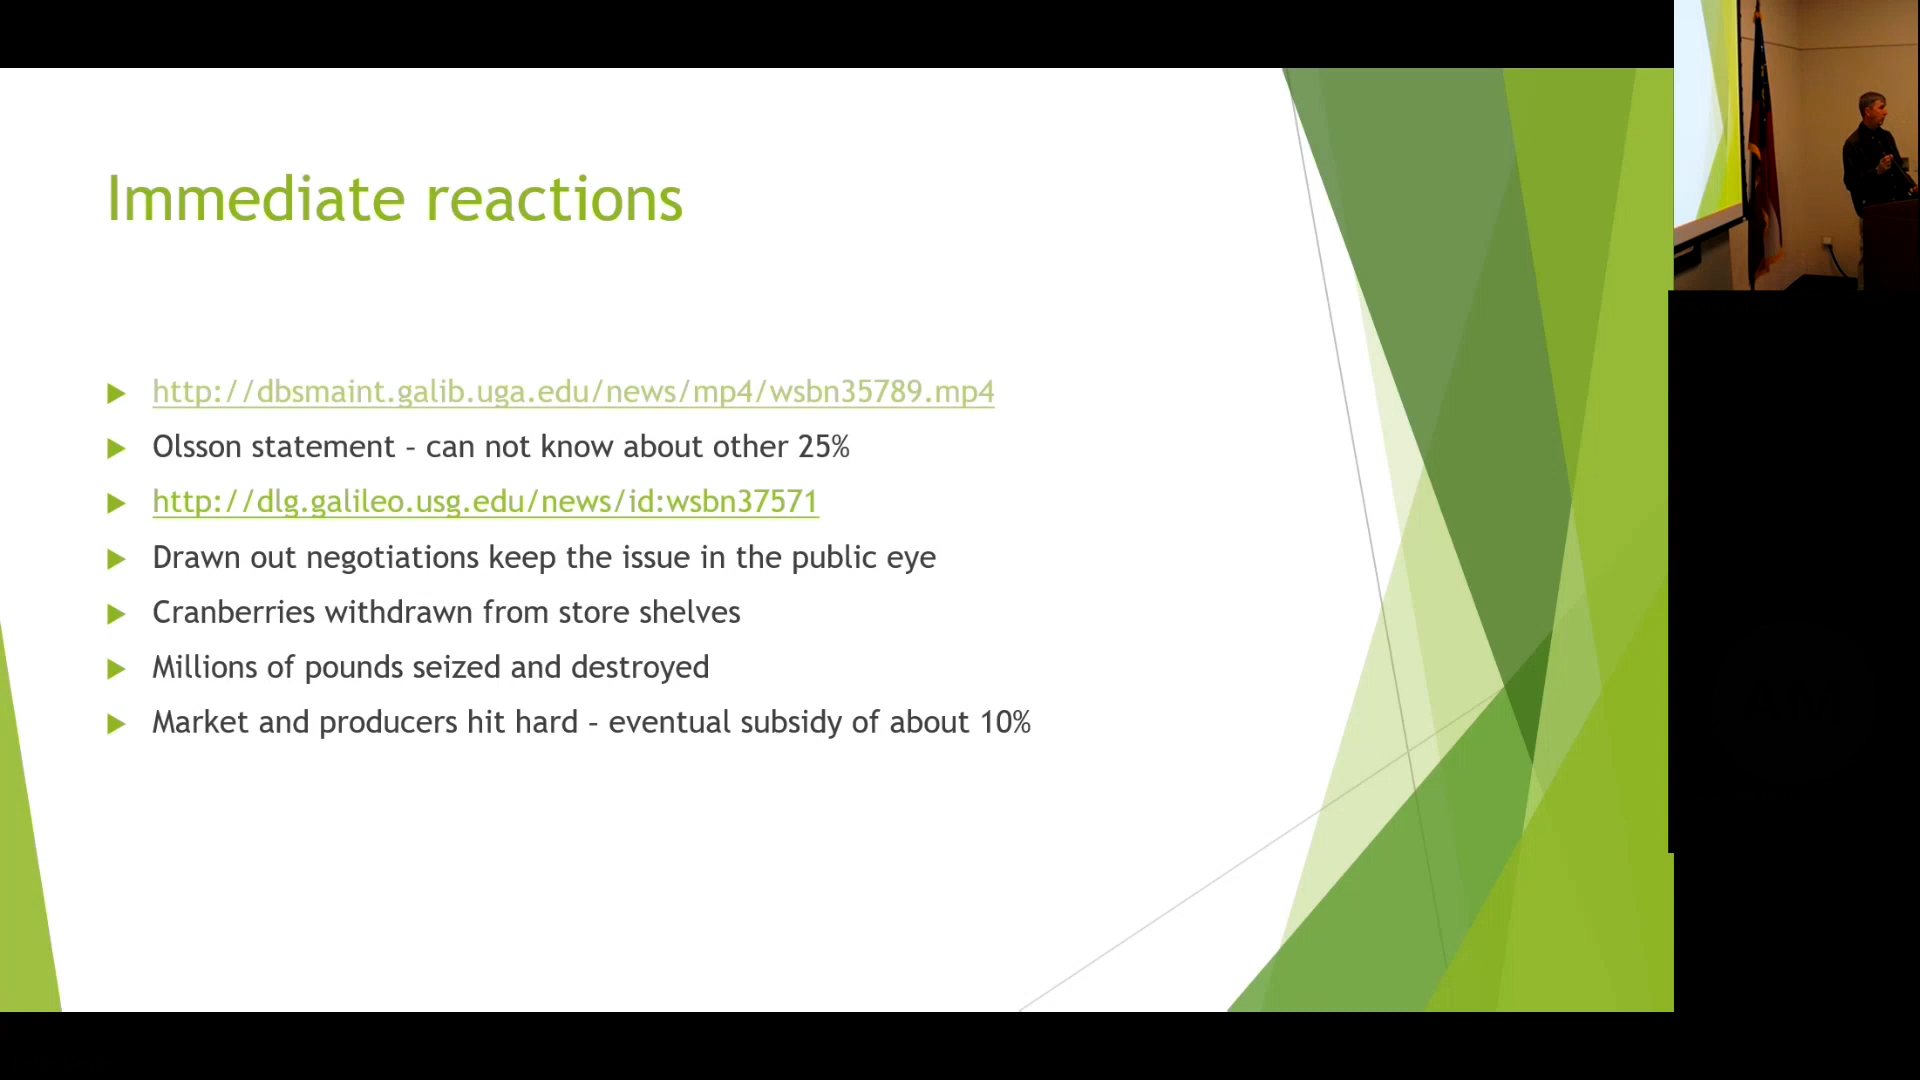 Immediate reactions
http://dbsmaint.galib.uga.edu/news/mp4/wsbn35789.mp4
Olsson statement – can not know about other 25%
http://dlg.galileo.usg.edu/news/id:wsbn37571
Drawn out negotiations keep the issue in the public eye
Cranberries withdrawn from store shelves
Millions of pounds seized and destroyed
Market and producers hit hard – eventual subsidy of about 10%